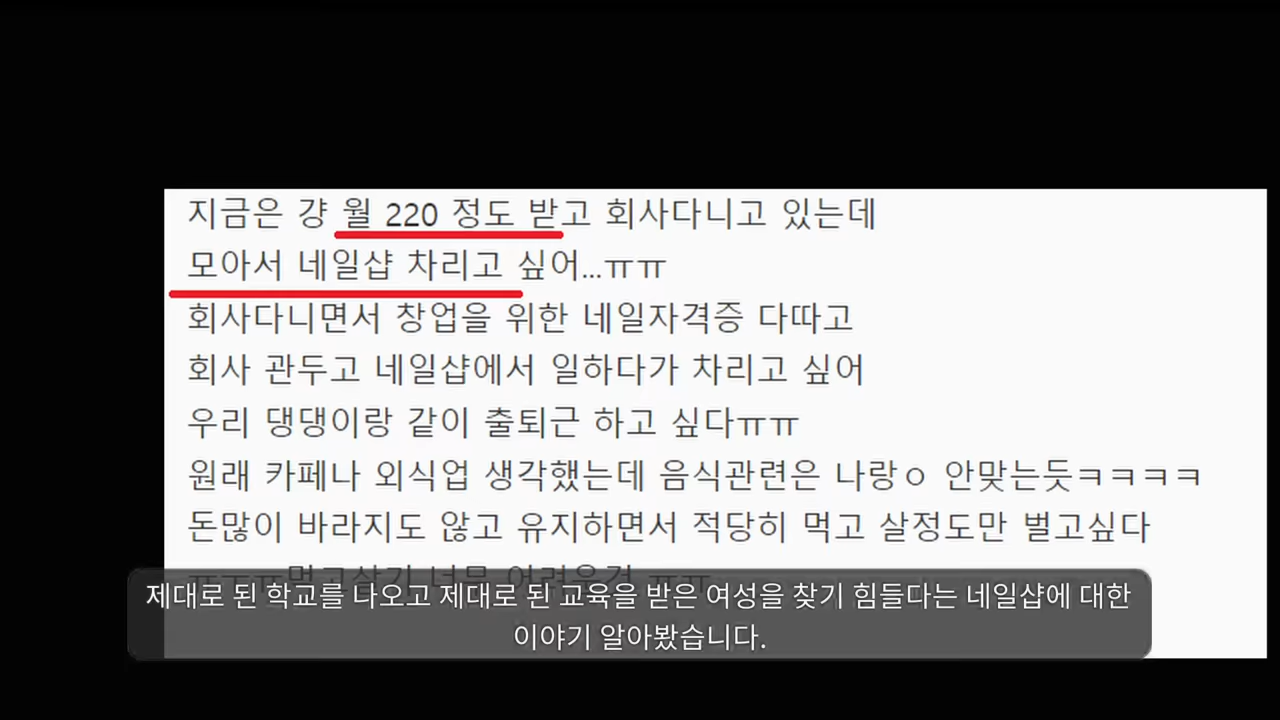 지금은 걍 월 220 정도 받고 회사다니고 있는데
모아서 네일샵 차리고 싶어...ㅠㅠ
회사다니면서 창업을 위한 네일자격증 다따고
회사 관두고 네일샵에서 일하다가 차리고 싶어
우리 댕댕이랑 같이 출퇴근 하고 싶다ㅠㅠ
원래 카페나 외식업 생각했는데 음식관련은 나랑ㅇ 안맞는듯ㅋㅋㅋㅋ
돈많이 바라지도 않고 유지하면서 적당히 먹고 살정도만 벌고싶다
제대로 된 학교를 나오고 제대로 된 교육을 받은 여성을 찾기 힘들다는 네일샵에 대한
이야기 알아봤습니다.